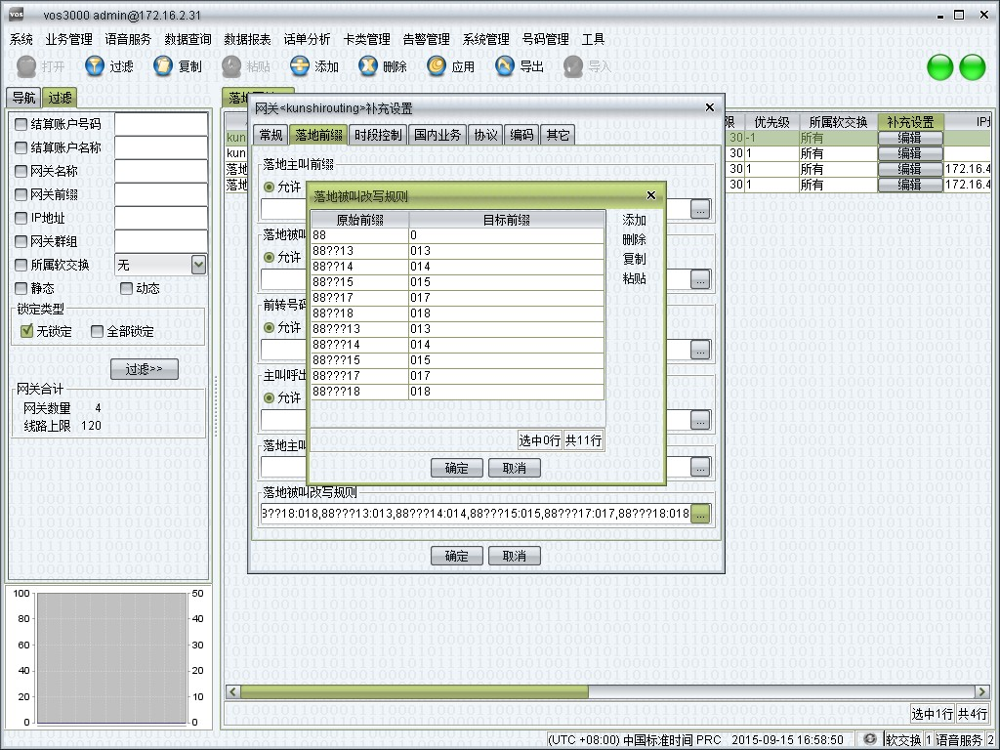 vos3000 admin@172.16.2.31
系统 业务管理 语音服务 数据查询 数据报表 话单分析 卡类管理 告警管理 系统管理 号码管理 工具
打开 过滤 复制 粘贴 添加 删除 应用 导出 导入
导航 过滤
结算账户号码
结算账户名称
网关名称
网关前缀
IP地址
网关群组
所属软交换 无
静态 动态
锁定类型
无锁定 全部锁定
过滤>>
网关合计
网关数量 4
线路上限 120
100 50
80 40
60 30
40 20
20 10
0 0
限 优先级 所属软交换 补充设置 IP
kun 30 -1 所有 编辑
kun 30 1 所有 编辑
落地 30 1 所有 编辑 172.16.4
落地 30 1 所有 编辑 172.16.4
网关<kunshirouting>补充设置
常规 落地前缀 时段控制 国内业务 协议 编码 其它
落地主叫前缀
允许
...
落地被叫
允许
...
前转号码
允许
...
主叫呼出
允许
...
落地主叫
...
落地被叫改写规则
3??18:018,88???13:013,88???14:014,88???15:015,88???17:017,88???18:018 ...
确定 取消
落地被叫改写规则
原始前缀 目标前缀
88 0
88??13 013
88??14 014
88??15 015
88??17 017
88??18 018
88???13 013
88???14 014
88???15 015
88???17 017
88???18 018
添加
删除
复制
粘贴
选中0行 共11行
确定 取消
选中1行 共4行
(UTC +08:00) 中国标准时间 PRC 2015-09-15 16:58:50 软交换 1 语音服务 2